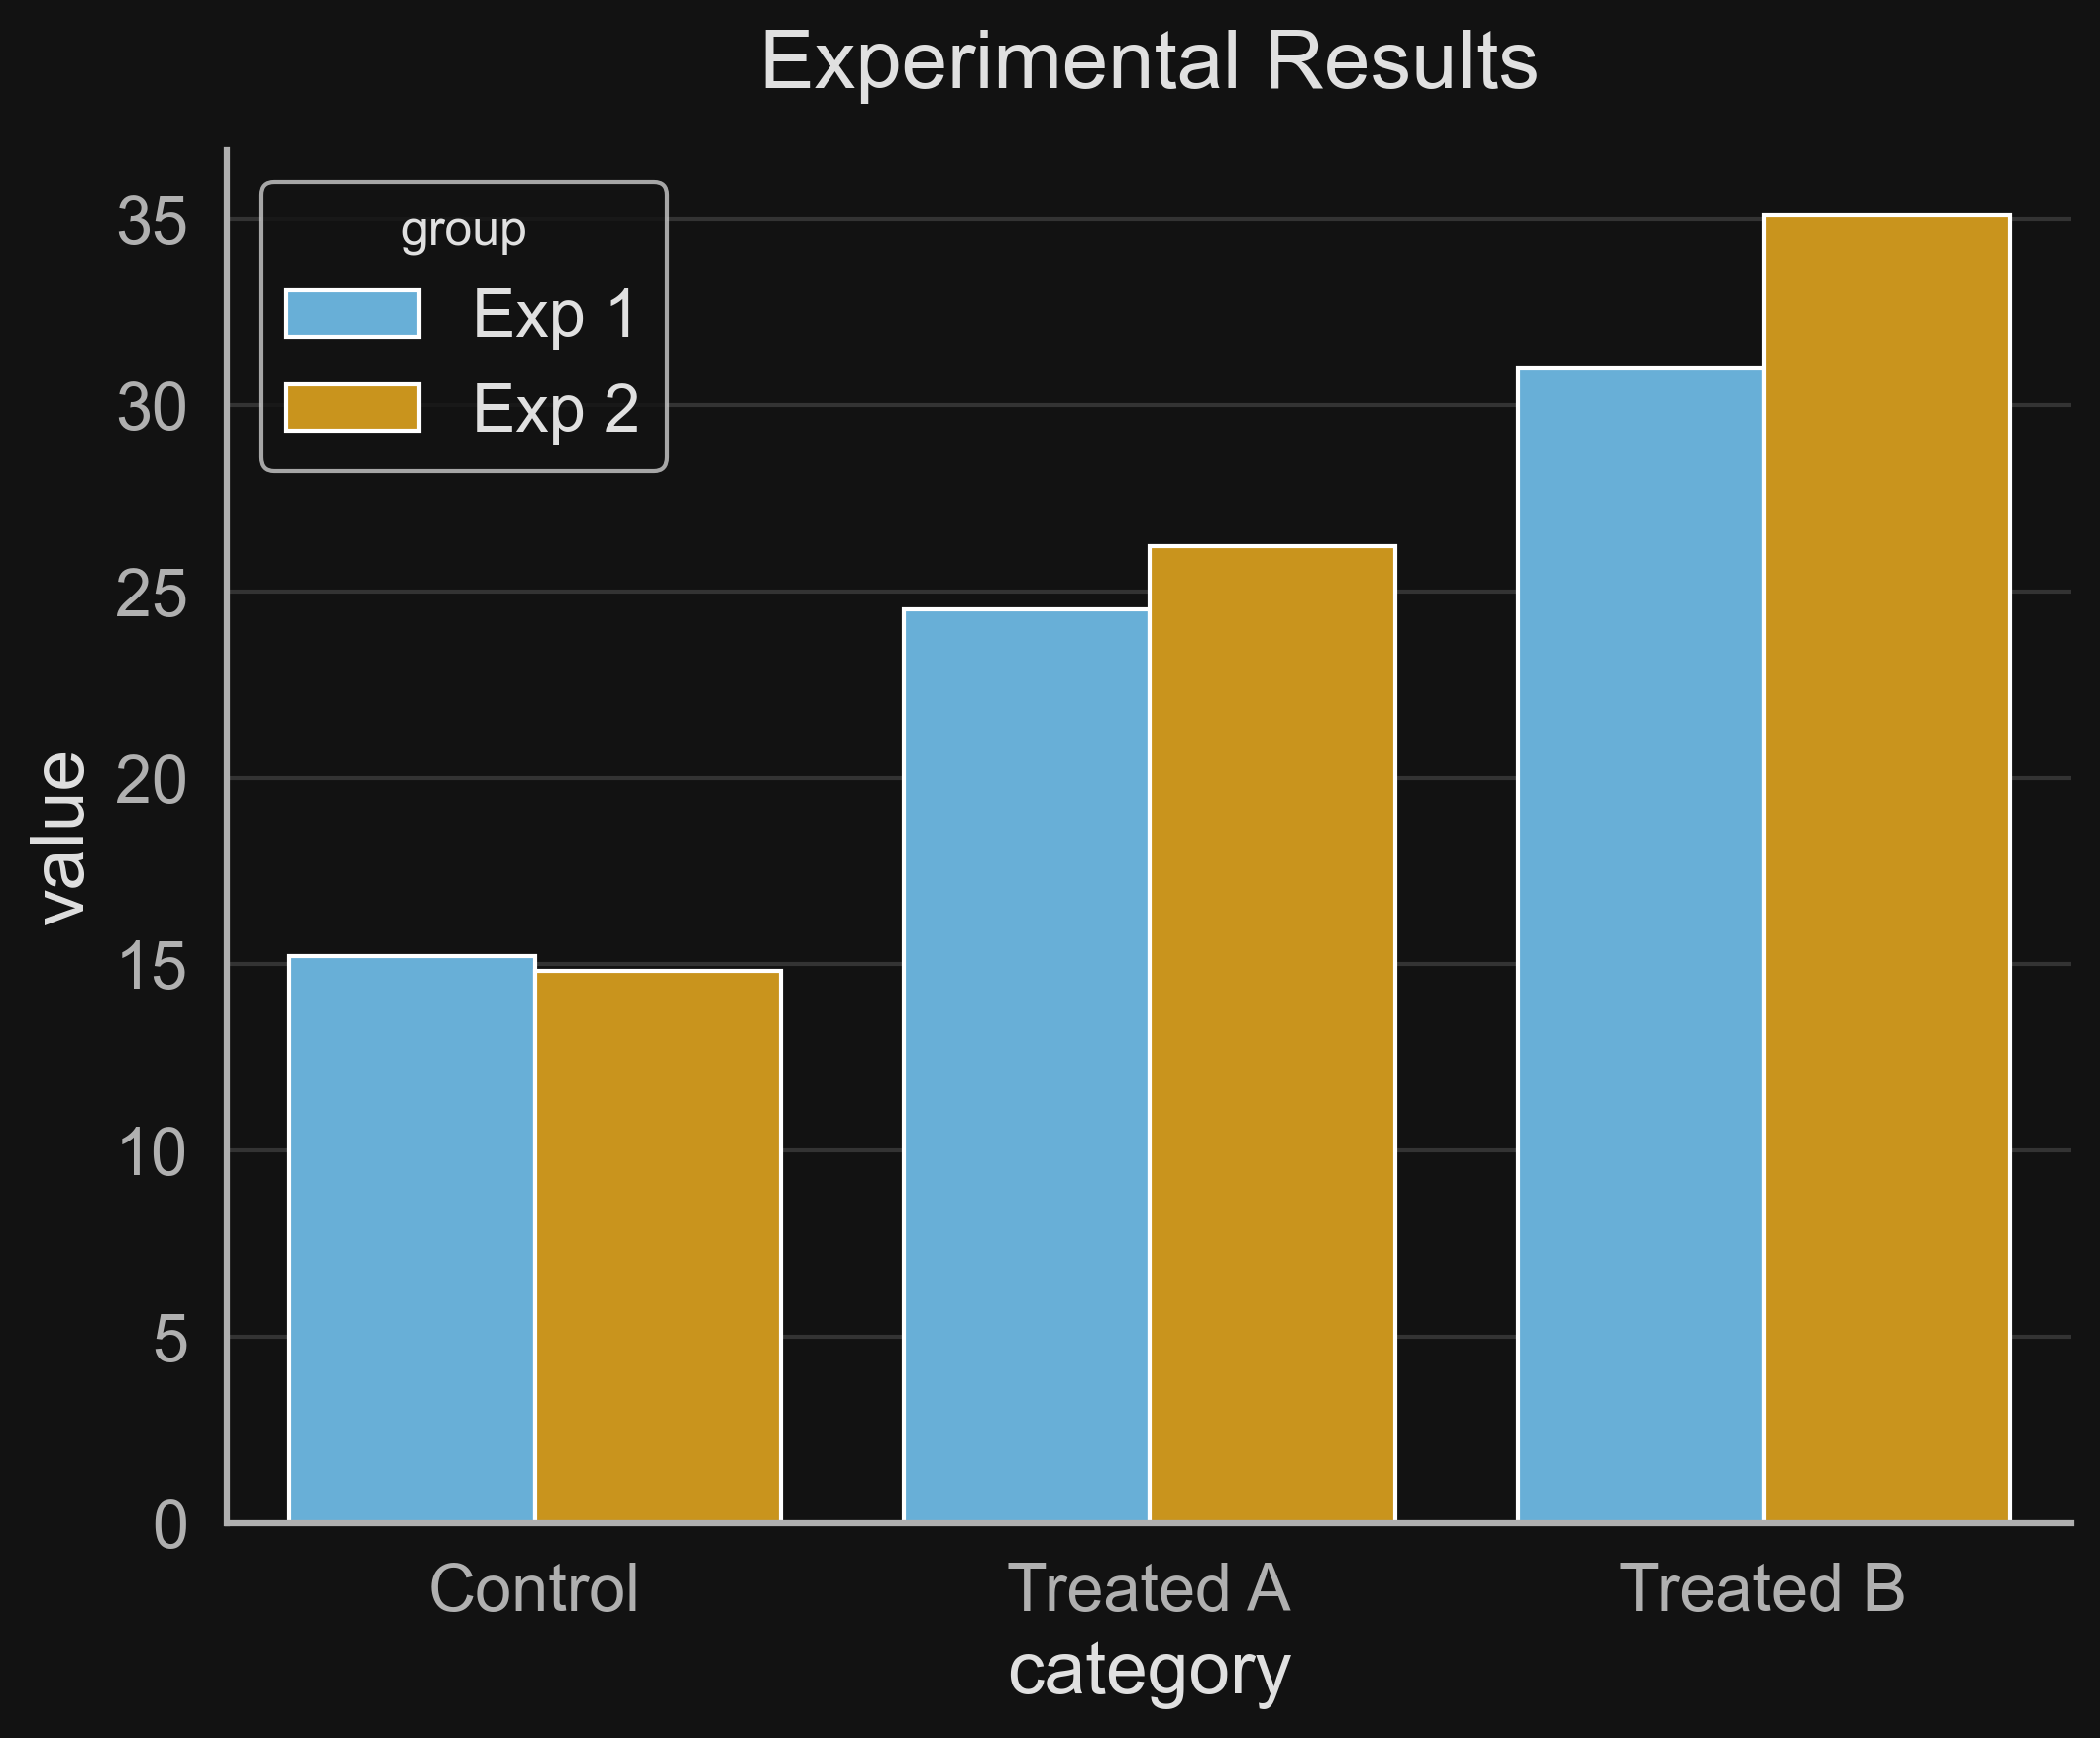 Experimental Results
group
Exp 1
Exp 2
value
35
30
25
20
15
10
5
0
Control
Treated A
Treated B
category